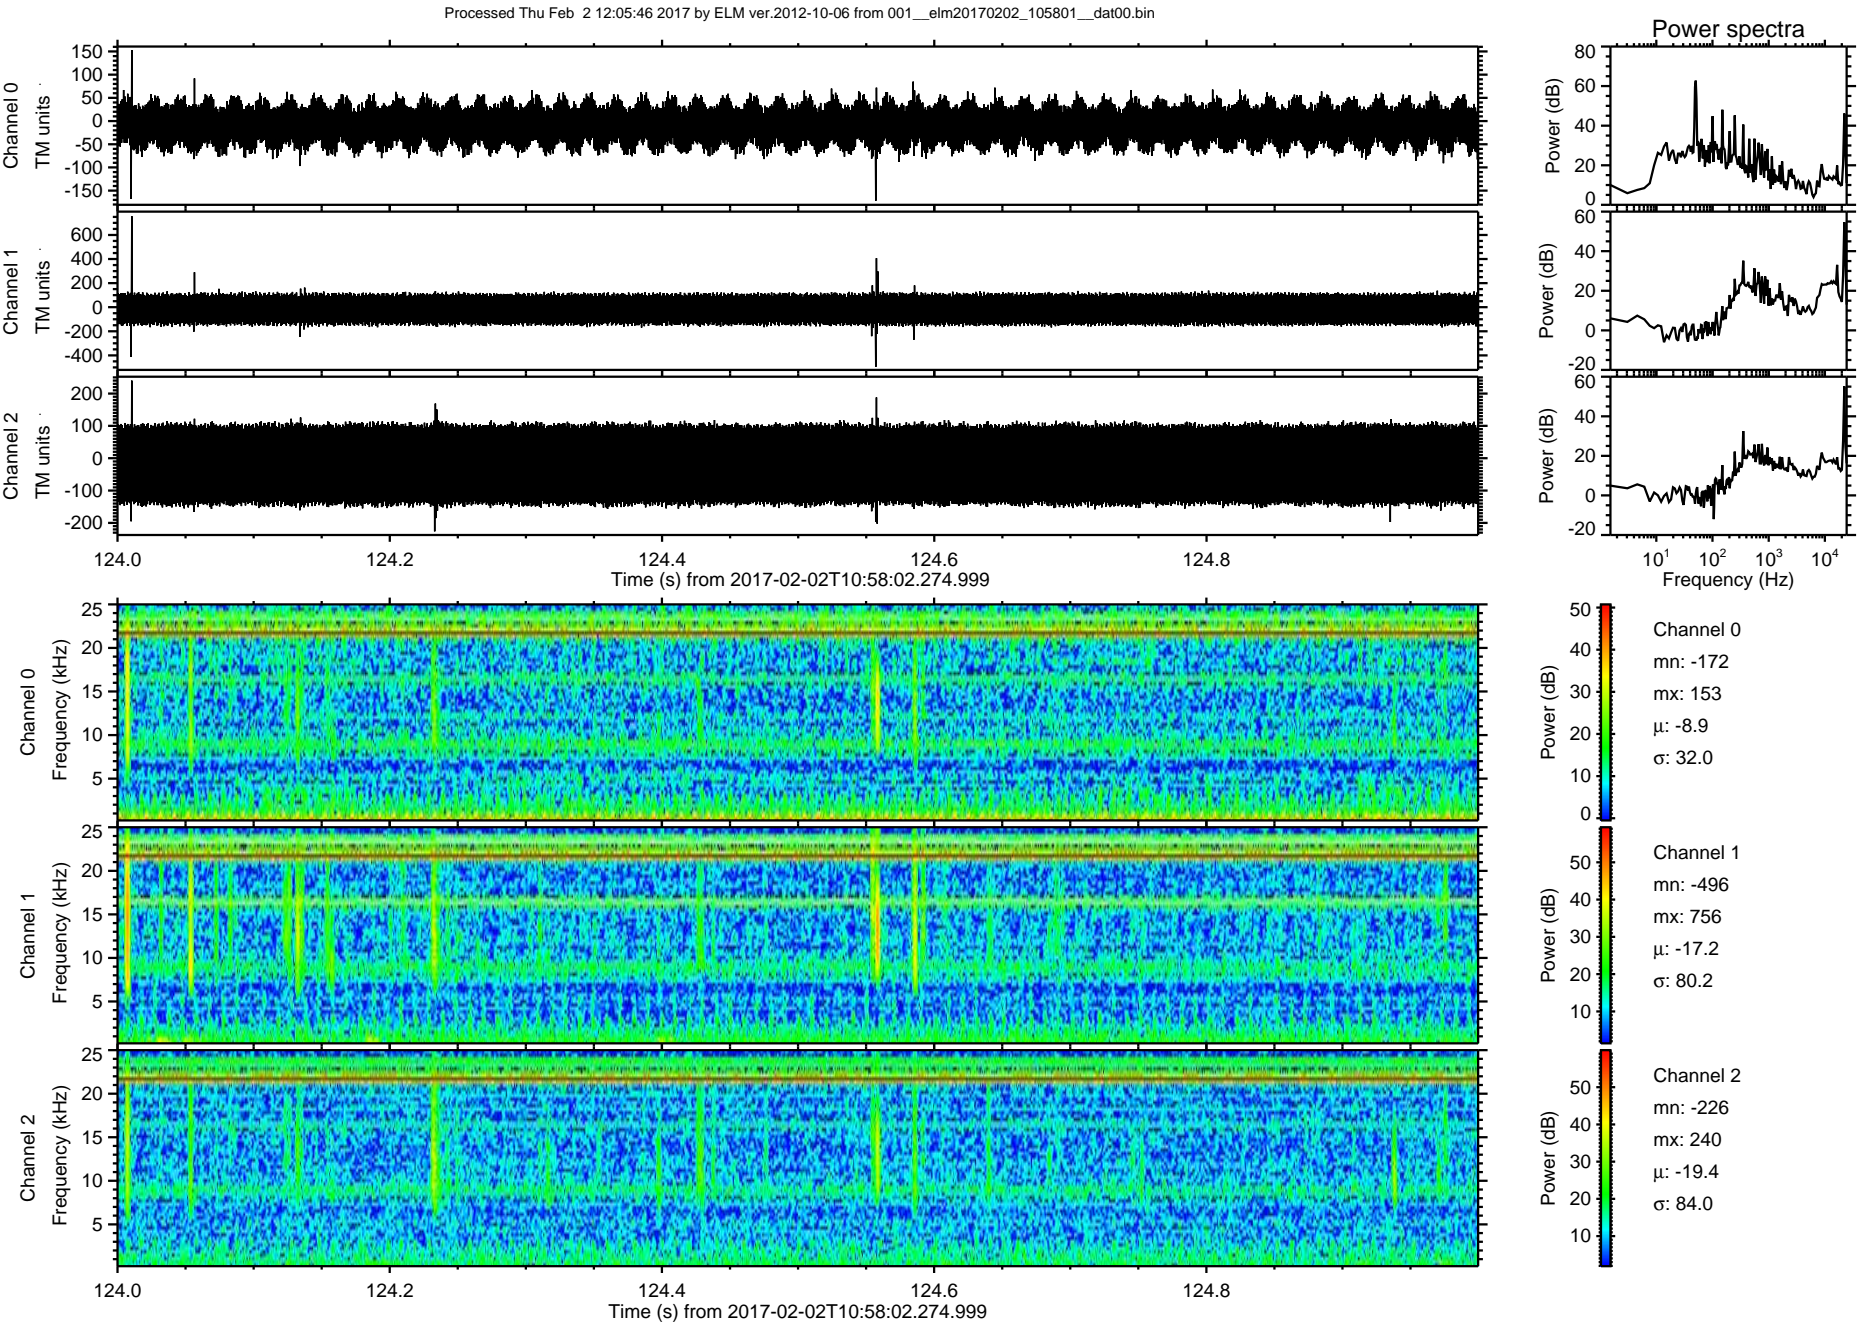 Processed Thu Feb  2 12:05:46 2017 by ELM ver.2012-10-06 from 001__elm20170202_105801__dat00.bin
Power spectra
Channel 0
TM units
150
100
50
0
-50
-100
-150
Power (dB)
80
60
40
20
0
Channel 1
TM units
600
400
200
0
-200
-400
Power (dB)
60
40
20
0
-20
Channel 2
TM units
200
100
0
-100
-200
Power (dB)
60
40
20
0
-20
124.0 124.2 124.4 124.6 124.8
Time (s) from 2017-02-02T10:58:02.274.999
10^1 10^2 10^3 10^4
Frequency (Hz)
Channel 0
Frequency (kHz)
25
20
15
10
5
Power (dB)
50
40
30
20
10
0
Channel 0
mn: -172
mx: 153
µ: -8.9
σ: 32.0
Channel 1
Frequency (kHz)
25
20
15
10
5
Power (dB)
50
40
30
20
10
Channel 1
mn: -496
mx: 756
µ: -17.2
σ: 80.2
Channel 2
Frequency (kHz)
25
20
15
10
5
Power (dB)
50
40
30
20
10
Channel 2
mn: -226
mx: 240
µ: -19.4
σ: 84.0
124.0 124.2 124.4 124.6 124.8
Time (s) from 2017-02-02T10:58:02.274.999